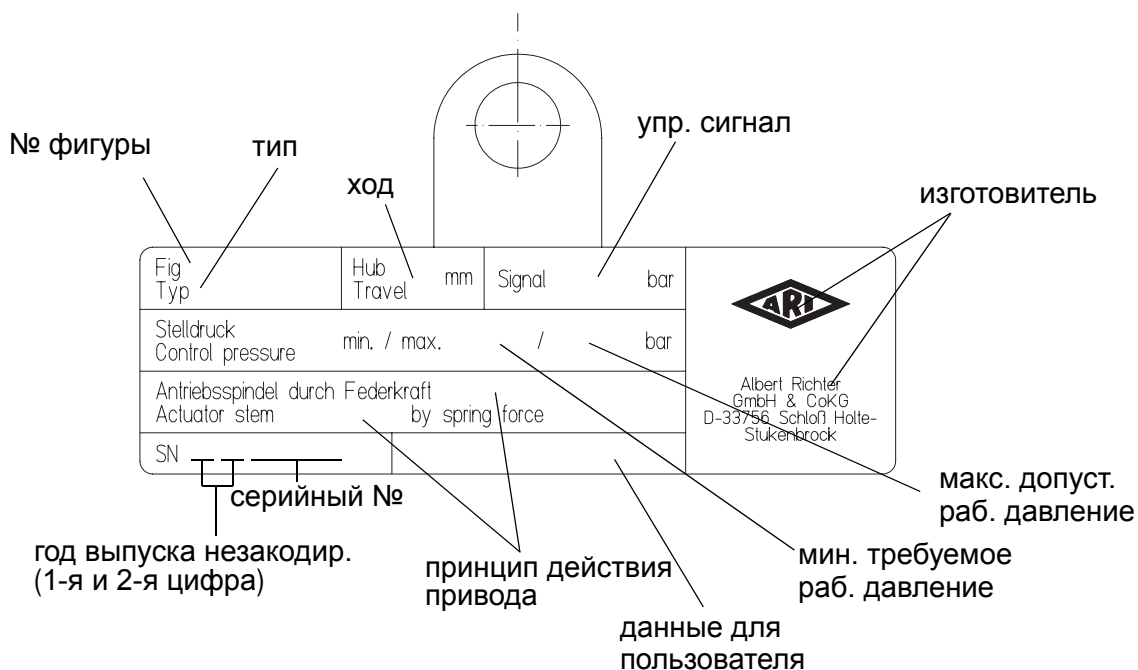 № фигуры
тип
ход
упр. сигнал
изготовитель
Fig
Typ
Hub
Travel
mm
Signal
bar
ARI
Stelldruck
Control pressure
min. / max.
/
bar
Antriebsspindel durch Federkraft
Actuator stem
by spring force
Albert Richter
GmbH & CoKG
D-33756 Schloß Holte-
Stukenbrock
SN
серийный №
год выпуска незакодир.
(1-я и 2-я цифра)
принцип действия
привода
данные для
пользователя
мин. требуемое
раб. давление
макс. допуст.
раб. давление